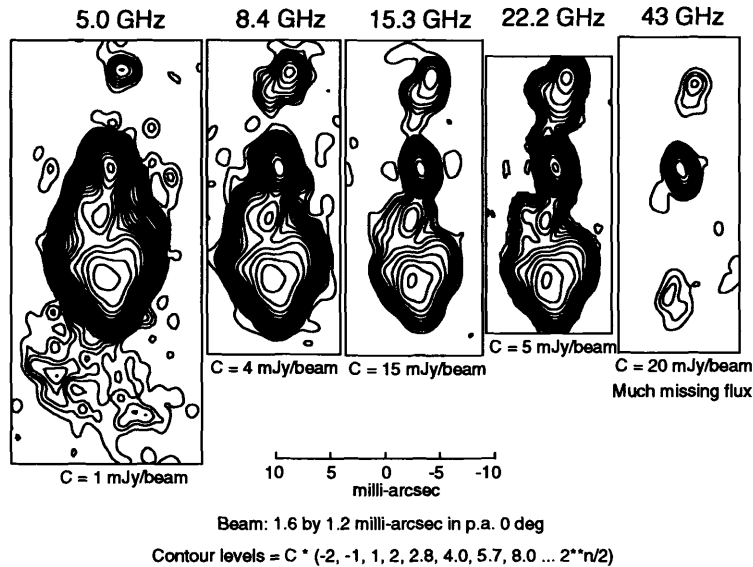 5.0 GHz 8.4 GHz 15.3 GHz 22.2 GHz 43 GHz
C = 5 mJy/beam
C = 4 mJy/beam C = 15 mJy/beam C = 20 mJy/beam
Much missing flux
C = 1 mJy/beam
10 5 0 -5 -10
milli-arcsec
Beam: 1.6 by 1.2 milli-arcsec in p.a. 0 deg
Contour levels = C * (-2, -1, 1, 2, 2.8, 4.0, 5.7, 8.0 ... 2**n/2)